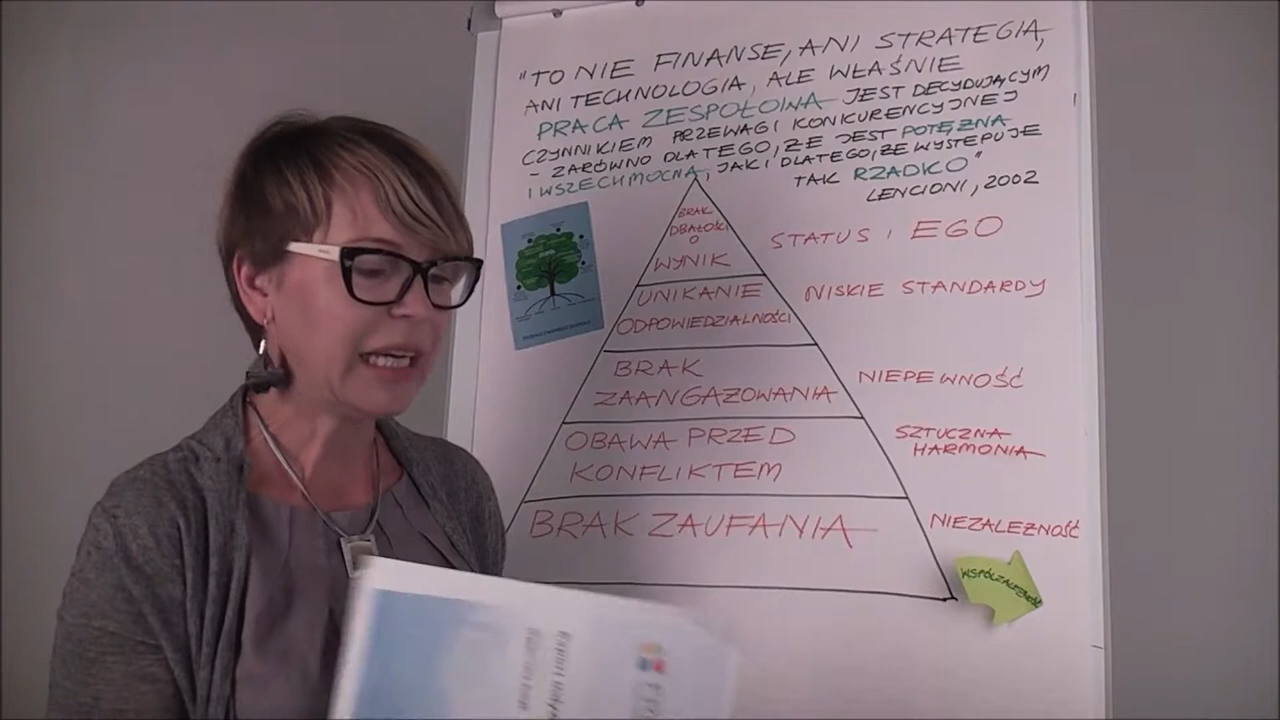 "TO NIE FINANSE, ANI STRATEGIA,
ANI TECHNOLOGIA, ALE WŁAŚNIE
PRACA ZESPOŁOWA JEST DECYDUJĄCYM
CZYNNIKIEM PRZEWAGI KONKURENCYJNEJ
- ZARÓWNO DLATEGO, ŻE JEST POTĘŻNA
I WSZECHMOCNA, JAK I DLATEGO, ŻE WYSTĘPUJE
TAK RZADKO"
LENCIONI, 2002
BRAK
DBAŁOŚCI
O
WYNIK
STATUS I EGO
UNIKANIE
ODPOWIEDZIALNOŚCI
NISKIE STANDARDY
BRAK
ZAANGAŻOWANIA
NIEPEWNOŚĆ
OBAWA PRZED
KONFLIKTEM
SZTUCZNA
HARMONIA
BRAK ZAUFANIA
NIEZALEŻNOŚĆ
WSPÓŁZALEŻNOŚĆ